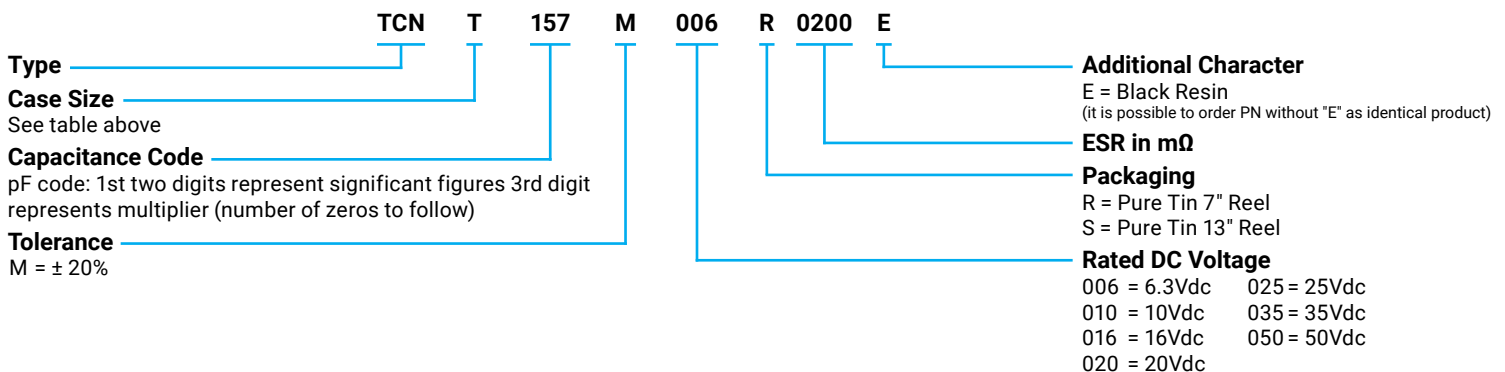 TCN T 157 M 006 R 0200 E
Type
Case Size
See table above
Capacitance Code
pF code: 1st two digits represent significant figures 3rd digit
represents multiplier (number of zeros to follow)
Tolerance
M = ± 20%
Additional Character
E = Black Resin
(it is possible to order PN without "E" as identical product)
ESR in mΩ
Packaging
R = Pure Tin 7" Reel
S = Pure Tin 13" Reel
Rated DC Voltage
006 = 6.3Vdc 025 = 25Vdc
010 = 10Vdc 035 = 35Vdc
016 = 16Vdc 050 = 50Vdc
020 = 20Vdc